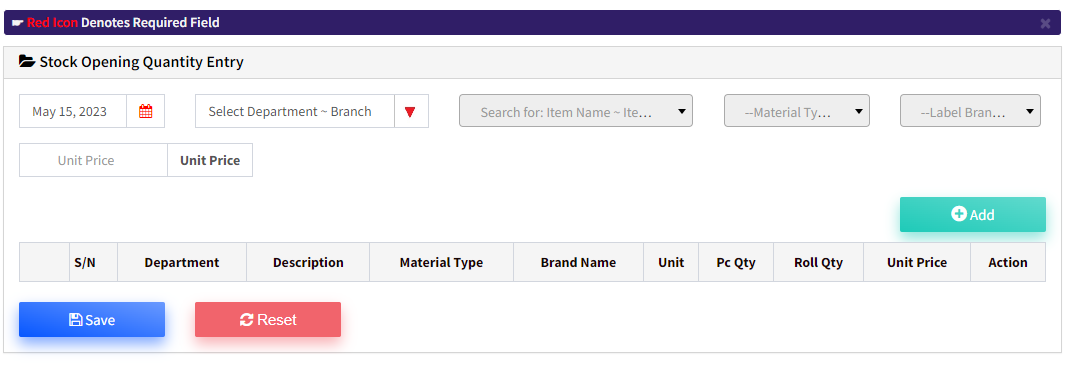 Red Icon Denotes Required Field
Stock Opening Quantity Entry
May 15, 2023 Select Department ~ Branch Search for: Item Name ~ Ite... --Material Ty... --Label Bran...
Unit Price Unit Price
Add
S/N Department Description Material Type Brand Name Unit Pc Qty Roll Qty Unit Price Action
Save Reset